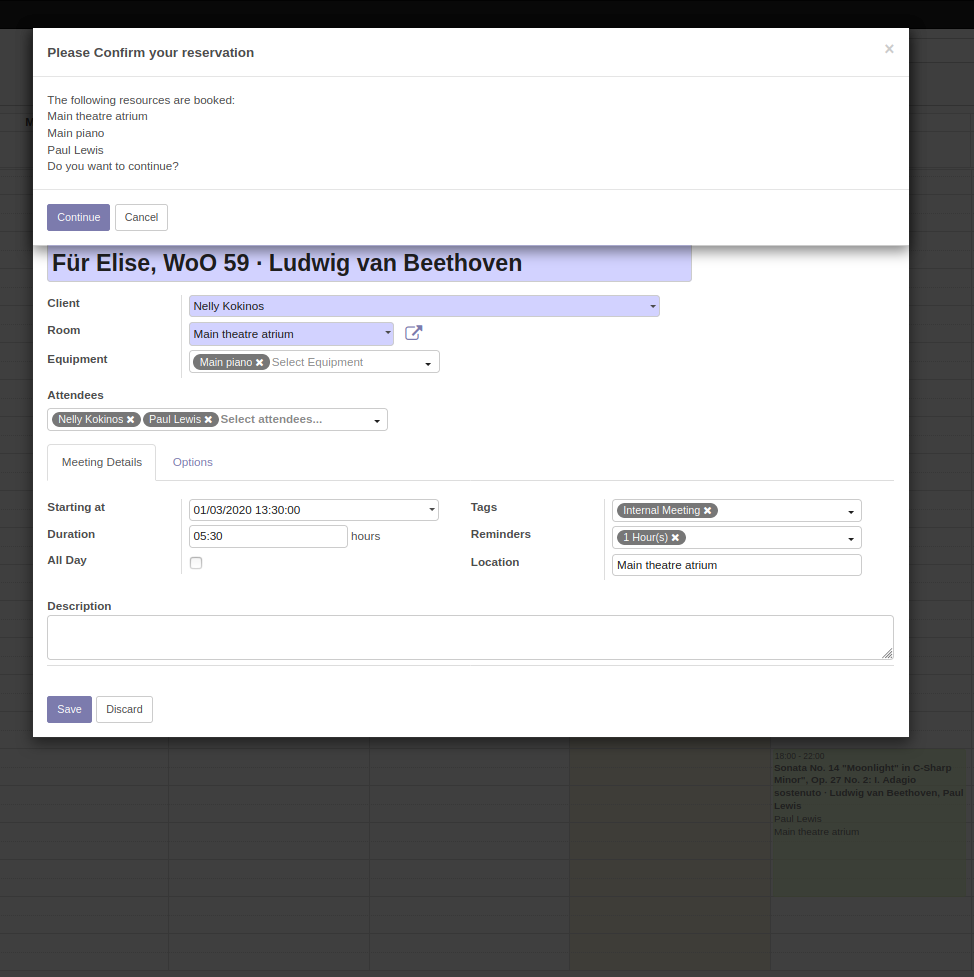 Please Confirm your reservation ×
The following resources are booked:
Main theatre atrium
Main piano
Paul Lewis
Do you want to continue?
Continue Cancel
Für Elise, WoO 59 · Ludwig van Beethoven
Client Nelly Kokinos
Room Main theatre atrium
Equipment Main piano × Select Equipment
Attendees
Nelly Kokinos × Paul Lewis × Select attendees...
Meeting Details Options
Starting at 01/03/2020 13:30:00 Tags Internal Meeting ×
Duration 05:30 hours Reminders 1 Hour(s) ×
All Day Location Main theatre atrium
Description
Save Discard
18:00 - 22:00
Sonata No. 14 "Moonlight" in C-Sharp
Minor", Op. 27 No. 2: I. Adagio
sostenuto · Ludwig van Beethoven, Paul
Lewis
Paul Lewis
Main theatre atrium